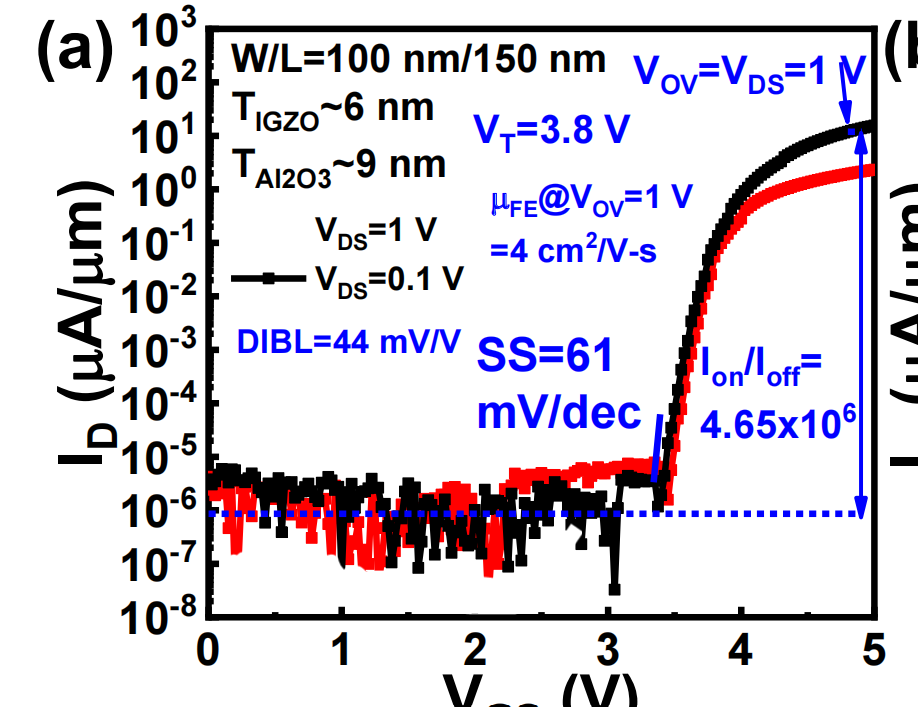 (a)
10³
10²
10¹
10⁰
10⁻¹
10⁻²
10⁻³
10⁻⁴
10⁻⁵
10⁻⁶
10⁻⁷
10⁻⁸
I_D (μA/μm)
W/L=100 nm/150 nm
T_IGZO~6 nm
T_Al2O3~9 nm
V_DS=1 V
V_DS=0.1 V
DIBL=44 mV/V
V_OV=V_DS=1 V
V_T=3.8 V
μ_FE@V_OV=1 V
=4 cm²/V-s
SS=61
mV/dec
I_on/I_off=
4.65x10⁶
0 1 2 3 4 5